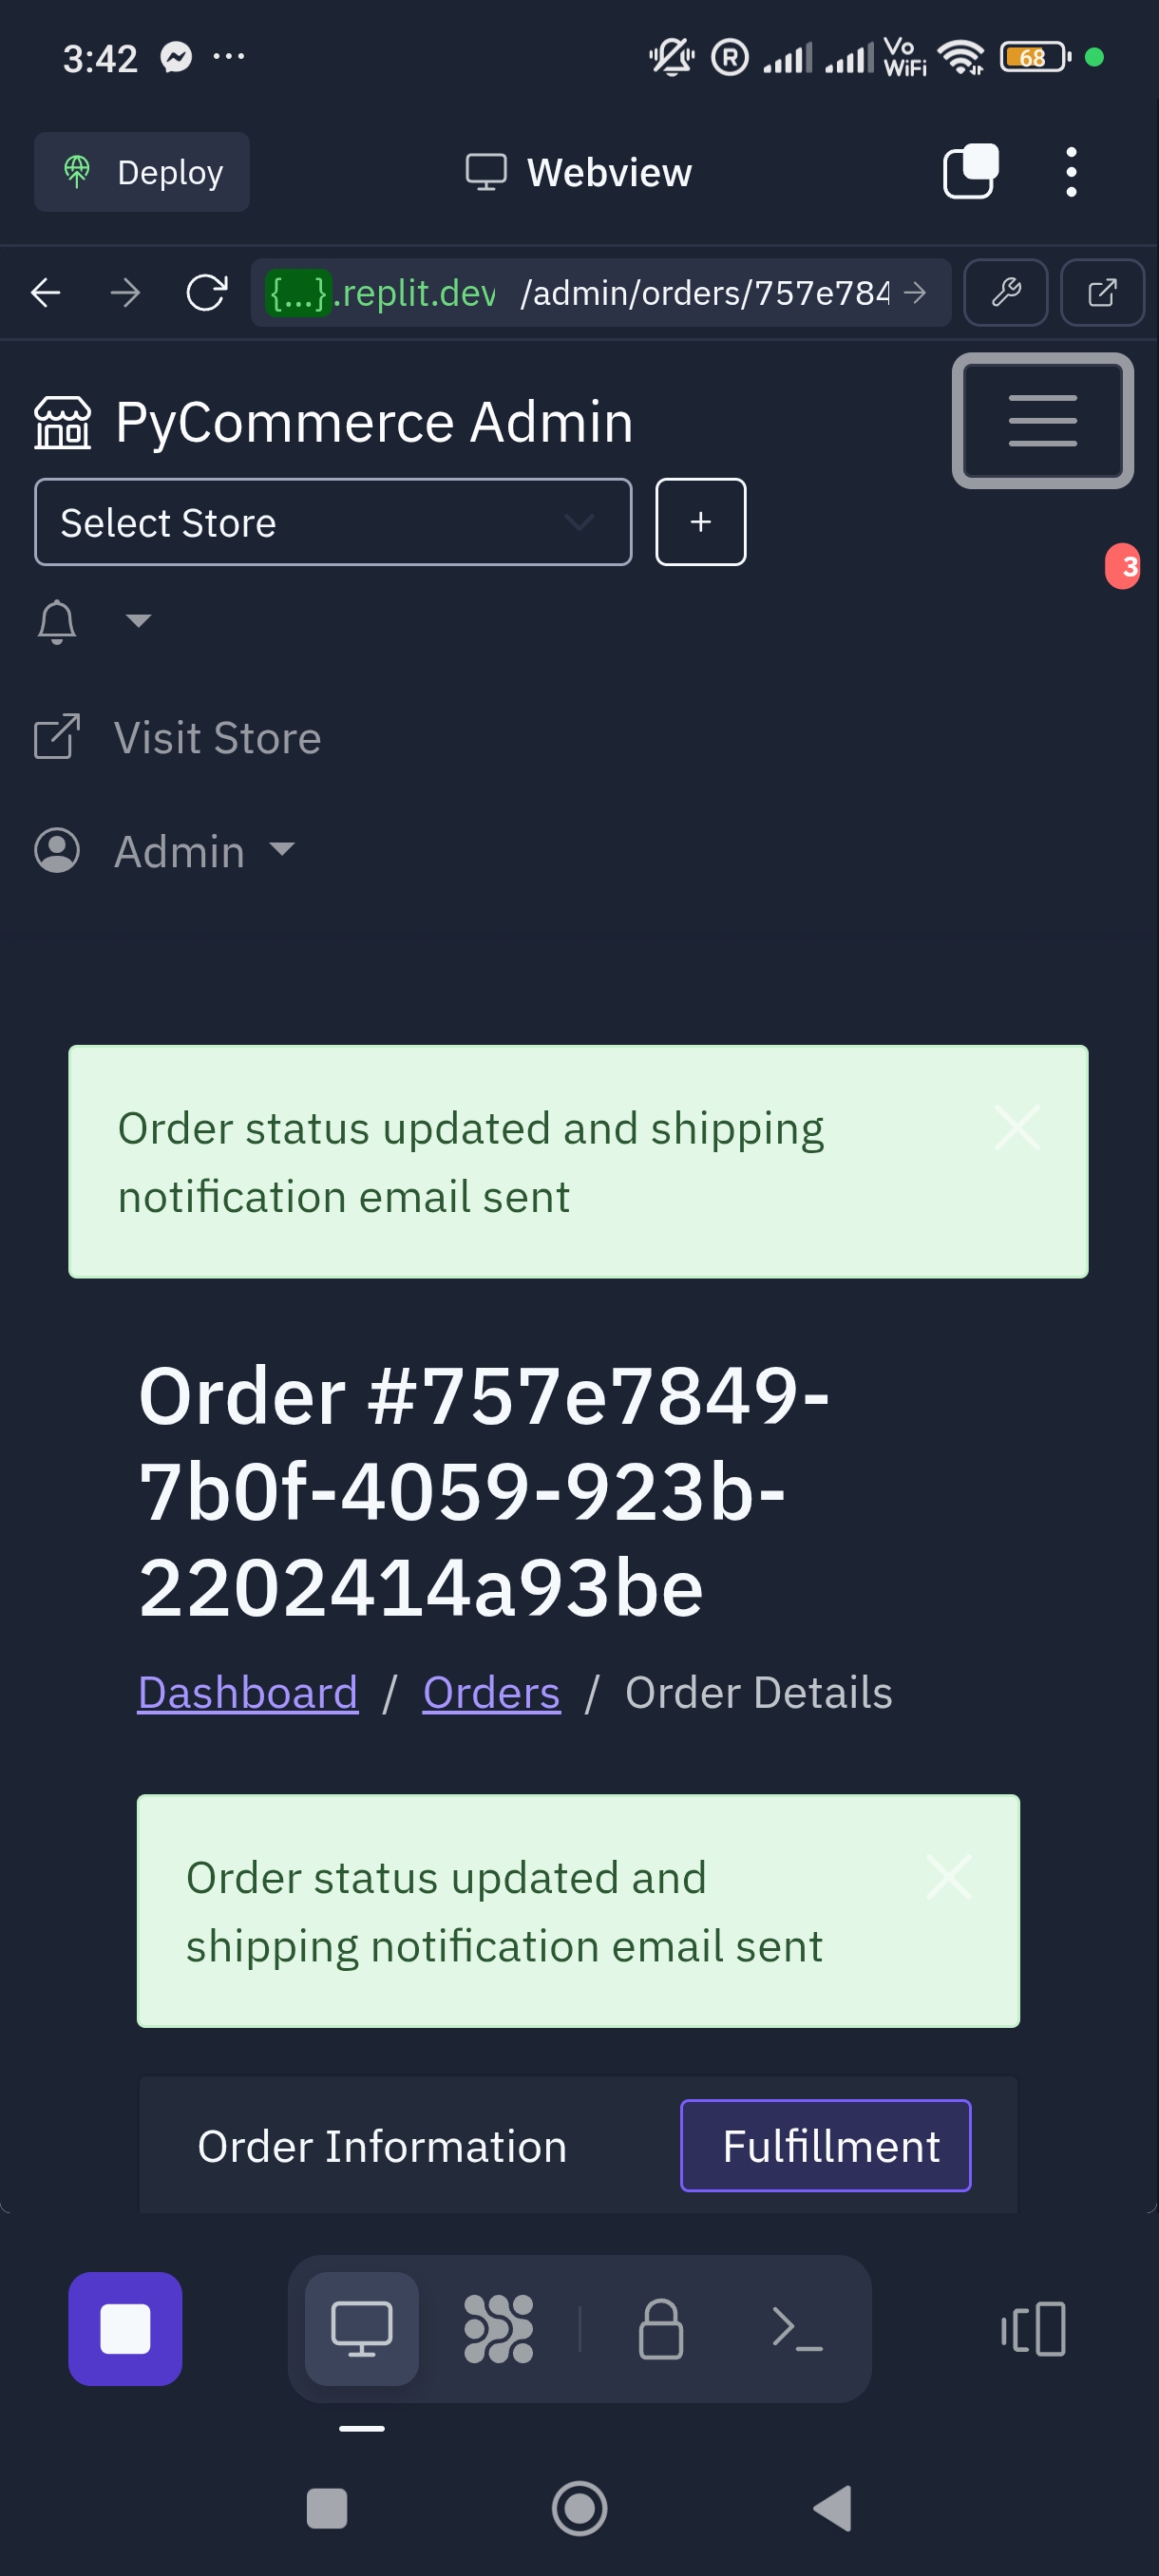 3:42
R
Vo
WiFi
68
Deploy
Webview
{...}.replit.dev /admin/orders/757e784
PyCommerce Admin
Select Store
+
3
Visit Store
Admin
Order status updated and shipping
notification email sent
Order #757e7849-
7b0f-4059-923b-
2202414a93be
Dashboard / Orders / Order Details
Order status updated and
shipping notification email sent
Order Information
Fulfillment